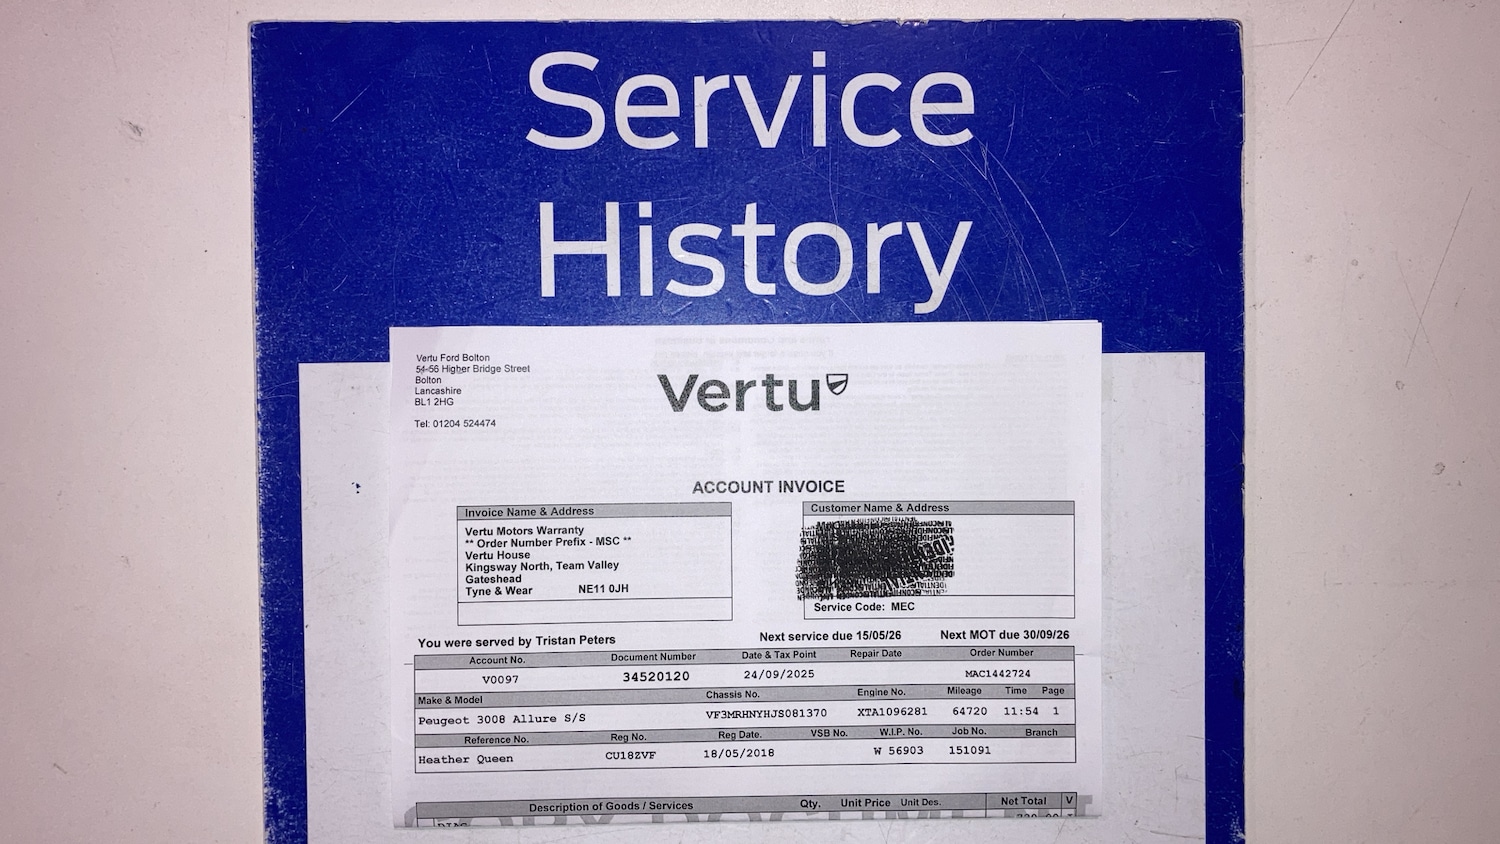 Service
History
Vertu Ford Bolton
54-56 Higher Bridge Street
Bolton
Lancashire
BL1 2HG
Tel: 01204 524474
Vertu
ACCOUNT INVOICE
Invoice Name & Address
Vertu Motors Warranty
** Order Number Prefix - MSC **
Vertu House
Kingsway North, Team Valley
Gateshead
Tyne & Wear NE11 0JH
Customer Name & Address
Service Code: MEC
You were served by Tristan Peters Next service due 15/05/26 Next MOT due 30/09/26
Account No. Document Number Date & Tax Point Repair Date Order Number
V0097 34520120 24/09/2025 MAC1442724
Make & Model Chassis No. Engine No. Mileage Time Page
Peugeot 3008 Allure S/S VF3MRHNYHJS081370 XTA1096281 64720 11:54 1
Reference No. Reg No. Reg Date. VSB No. W.I.P. No. Job No. Branch
Heather Queen CU18ZVF 18/05/2018 W 56903 151091
Description of Goods / Services Qty. Unit Price Unit Des. Net Total V